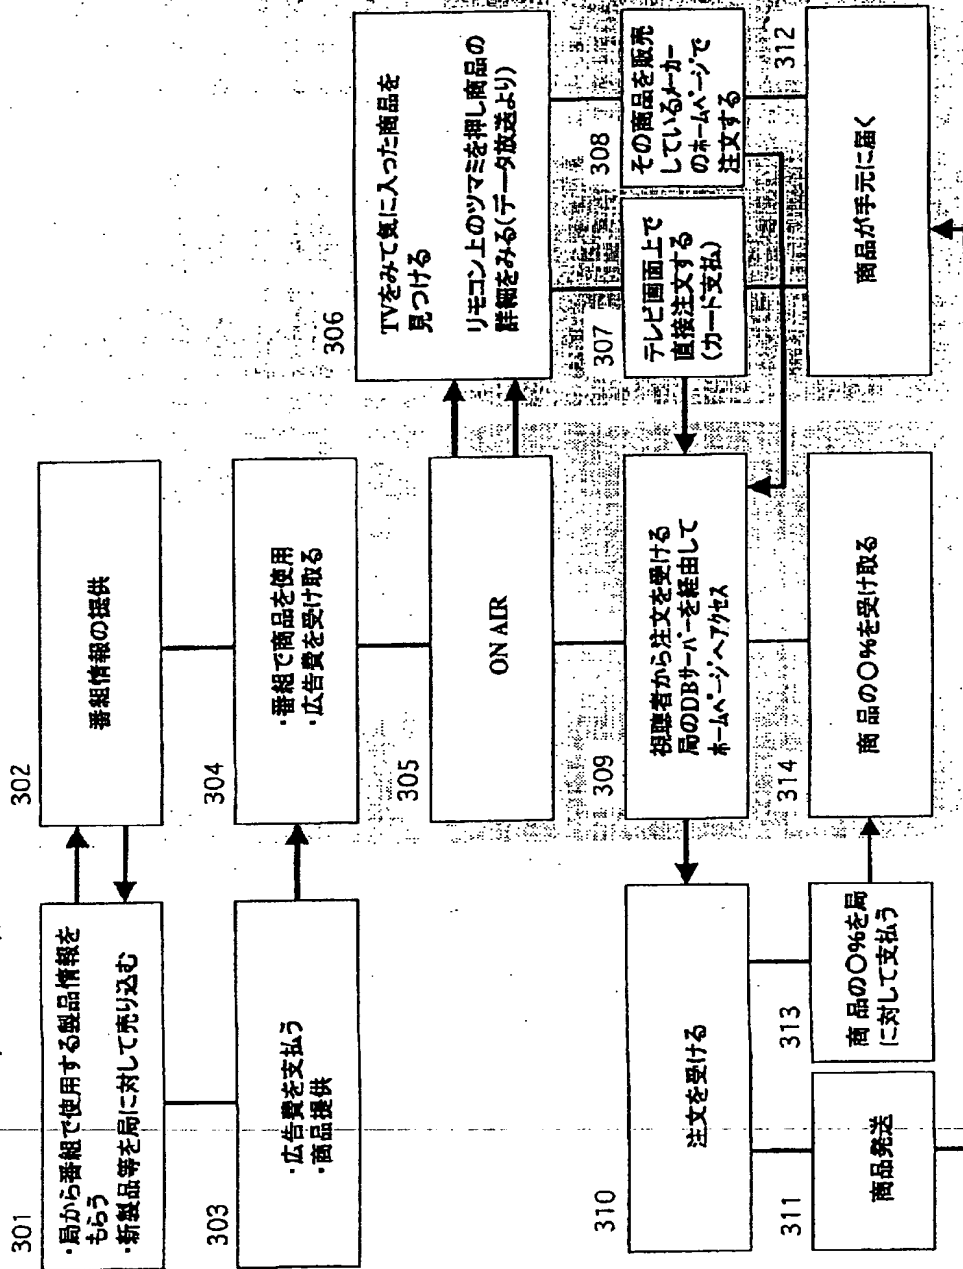 301
・局から番組で使用する製品情報を
もらう
・新製品等を局に対して売り込む
302
番組情報の提供
303
・広告費を支払う
・商品提供
304
・番組で商品を使用
・広告費を受け取る
305
ON AIR
306
TVをみて気に入った商品を
見つける
リモコン上のツマミを押し商品の
詳細をみる(データ放送より)
307
テレビ画面上で
直接注文する
(カード支払)
308
その商品を販売
しているメーカー
のホームページで
注文する
309
視聴者から注文を受ける
局のDBサーバーを経由して
ホームページへアクセス
310
注文を受ける
311
商品発送
312
商品が手元に届く
313
商品の〇%を局
に対して支払う
314
商品の〇%を受け取る